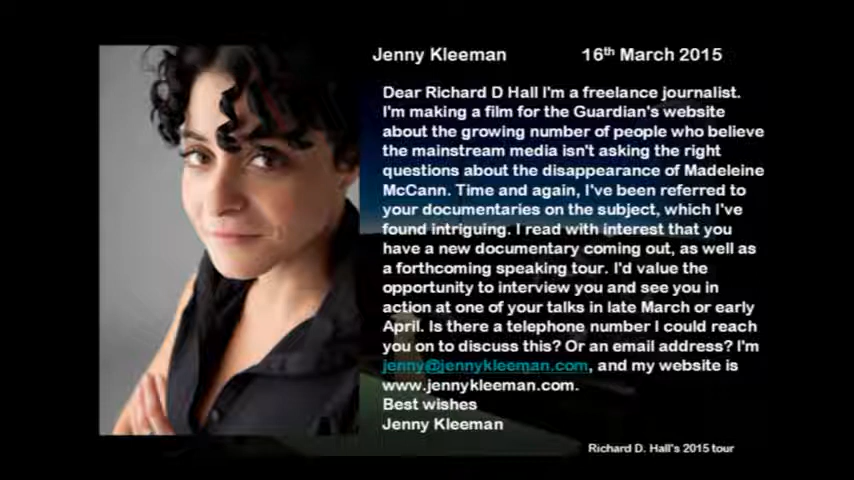 Jenny Kleeman 16th March 2015
Dear Richard D Hall I'm a freelance journalist.
I'm making a film for the Guardian's website
about the growing number of people who believe
the mainstream media isn't asking the right
questions about the disappearance of Madeleine
McCann. Time and again, I've been referred to
your documentaries on the subject, which I've
found intriguing. I read with interest that you
have a new documentary coming out, as well as
a forthcoming speaking tour. I'd value the
opportunity to interview you and see you in
action at one of your talks in late March or early
April. Is there a telephone number I could reach
you on to discuss this? Or an email address? I'm
jenny@jennykleeman.com, and my website is
www.jennykleeman.com.
Best wishes
Jenny Kleeman
Richard D. Hall's 2015 tour